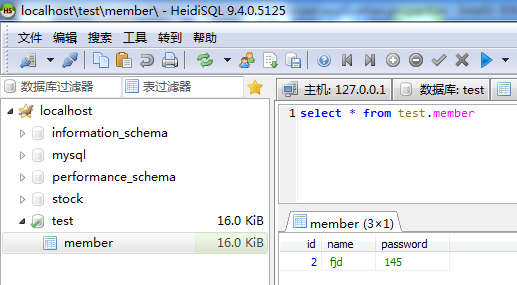 localhost\test\member\ - HeidiSQL 9.4.0.5125
文件 编辑 搜索 工具 转到 帮助
数据库过滤器 表过滤器
主机: 127.0.0.1 数据库: test
localhost
information_schema
mysql
performance_schema
stock
test 16.0 KiB
member 16.0 KiB
1 select * from test.member
member (3×1)
id name password
2 fjd 145